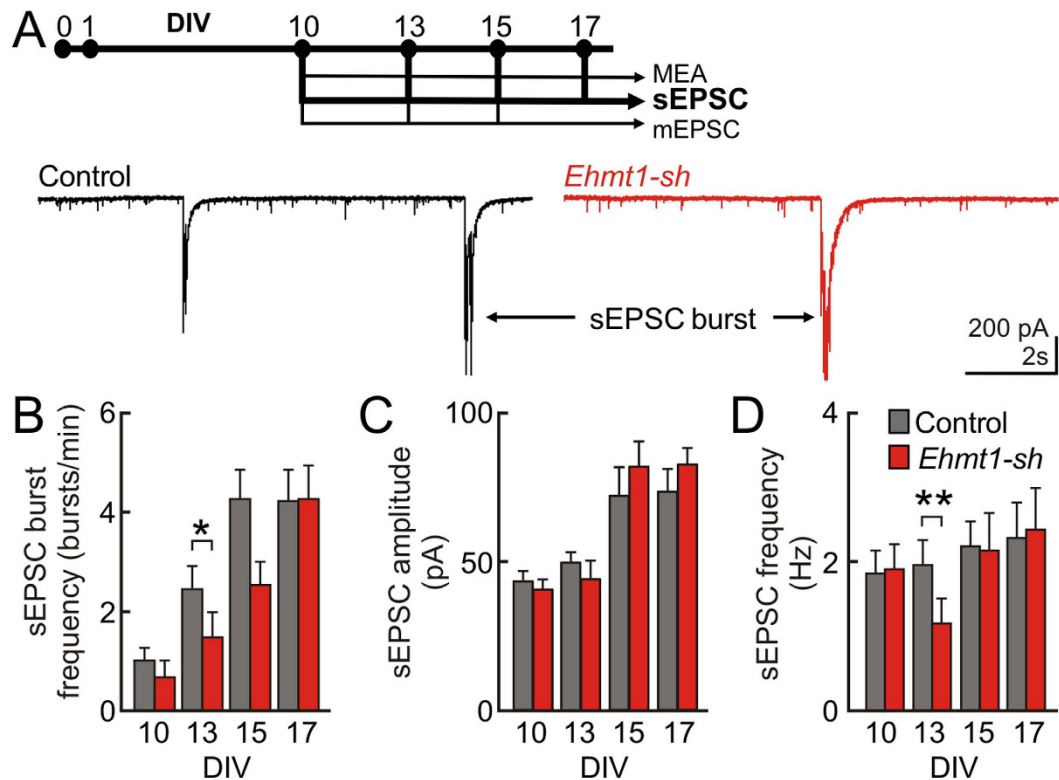 A
DIV
0 1 10 13 15 17
MEA
sEPSC
mEPSC
Control
Ehmt1-sh
sEPSC burst
200 pA
2s
B
sEPSC burst
frequency (bursts/min)
6
4
2
0
*
10 13 15 17
DIV
C
sEPSC amplitude
(pA)
100
50
0
10 13 15 17
DIV
D
sEPSC frequency
(Hz)
4
2
0
Control
Ehmt1-sh
**
10 13 15 17
DIV